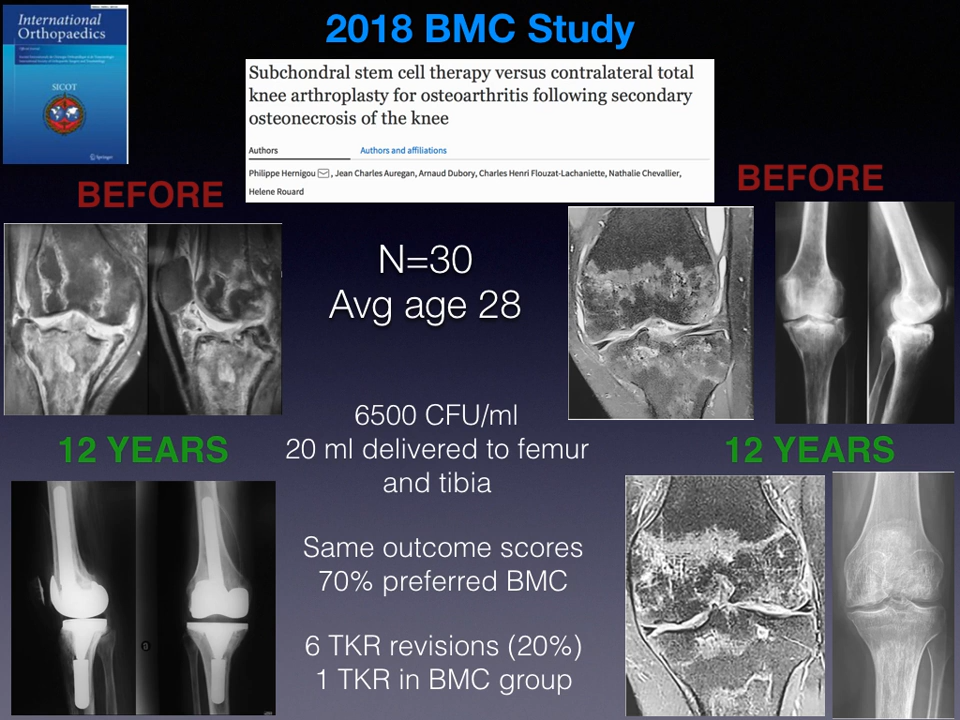 2018 BMC Study
International
Orthopaedics
SICOT
Springer
Subchondral stem cell therapy versus contralateral total
knee arthroplasty for osteoarthritis following secondary
osteonecrosis of the knee
Authors
Authors and affiliations
Philippe Hernigou, Jean Charles Auregan, Arnaud Dubory, Charles Henri Flouzat-Lachaniette, Nathalie Chevallier,
Helene Rouard
BEFORE
BEFORE
N=30
Avg age 28
6500 CFU/ml
20 ml delivered to femur
and tibia
12 YEARS
12 YEARS
Same outcome scores
70% preferred BMC
6 TKR revisions (20%)
1 TKR in BMC group